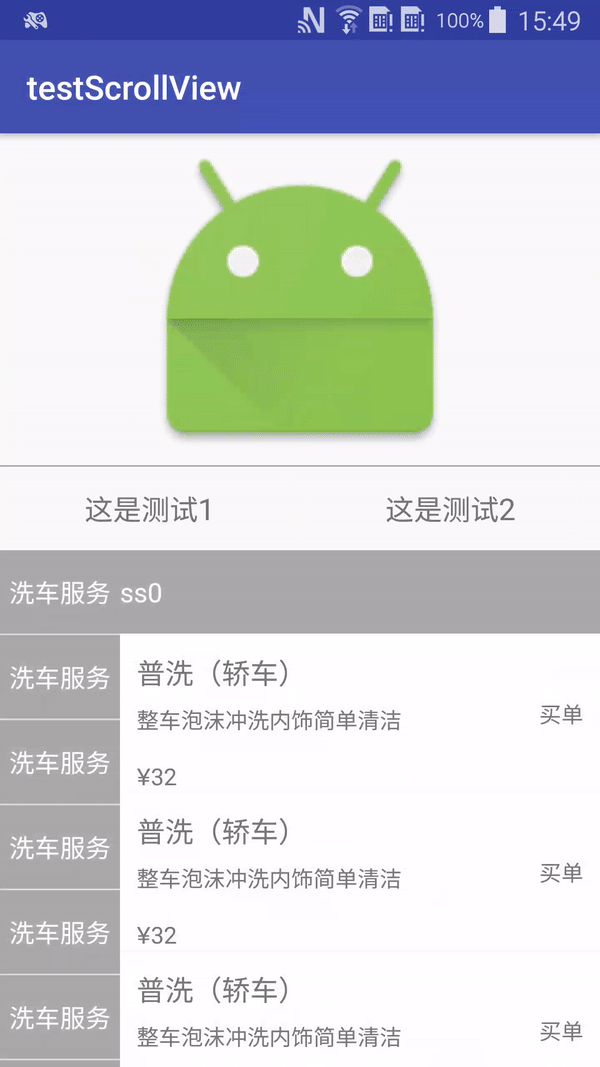 100% 15:49
testScrollView
这是测试1 这是测试2
洗车服务 ss0
洗车服务
普洗（轿车）
整车泡沫冲洗内饰简单清洁
买单
洗车服务
¥32
洗车服务
普洗（轿车）
整车泡沫冲洗内饰简单清洁
买单
洗车服务
¥32
洗车服务
普洗（轿车）
整车泡沫冲洗内饰简单清洁
买单